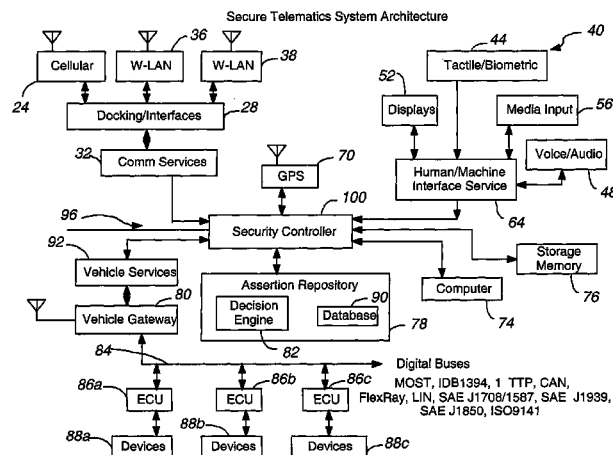 Secure Telematics System Architecture
36
38
44
40
Cellular
W-LAN
W-LAN
Tactile/Biometric
24
52
56
Docking/Interfaces
28
Displays
Media Input
32
Comm Services
70
Voice/Audio
GPS
Human/Machine
Interface Service
48
100
64
96
Security Controller
92
Vehicle Services
Storage
Memory
Assertion Repository
80
Decision
Engine
90
Database
Computer
76
Vehicle Gateway
78
74
82
84
Digital Buses
86a
86b
86c
MOST, IDB1394, 1 TTP, CAN,
FlexRay, LIN, SAE J1708/1587, SAE J1939,
SAE J1850, ISO9141
ECU
ECU
ECU
88a
88b
Devices
Devices
Devices
88c